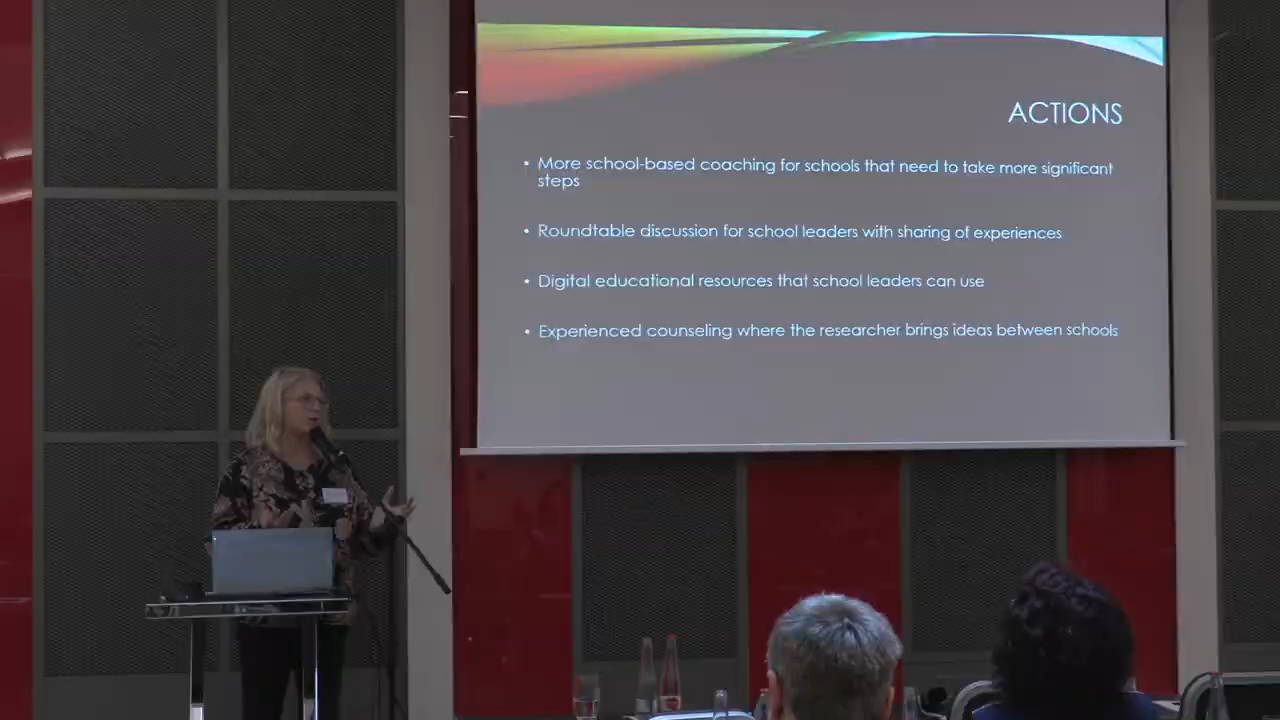 ACTIONS
• More school-based coaching for schools that need to take more significant
steps
• Roundtable discussion for school leaders with sharing of experiences
• Digital educational resources that school leaders can use
• Experienced counseling where the researcher brings ideas between schools